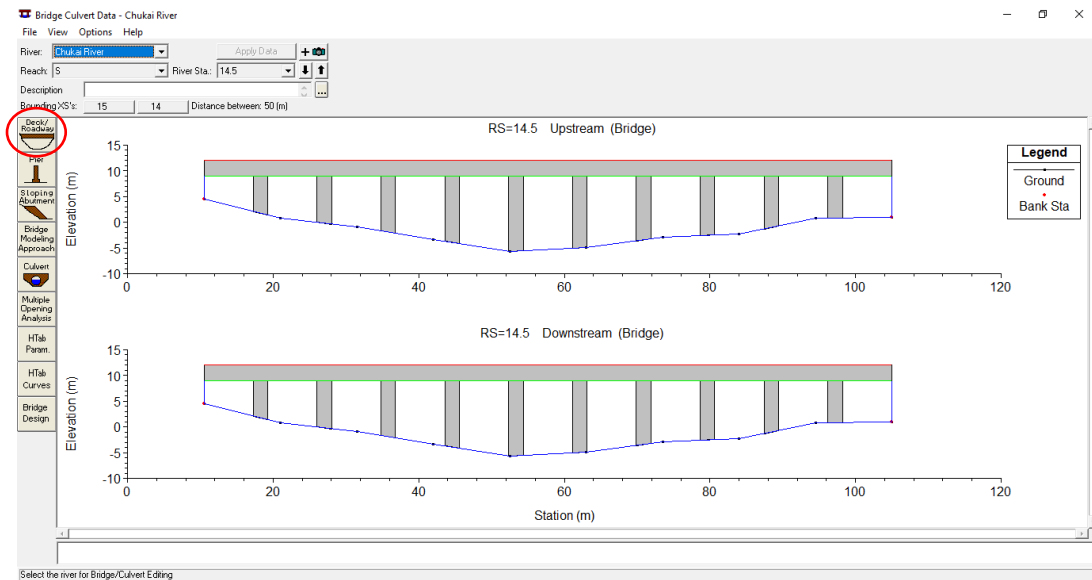 Bridge Culvert Data - Chukai River
File View Options Help
River: Chukai River Apply Data
Reach: S River Sta.: 14.5
Description ...
Bounding XS's: 15 14 Distance between: 50 (m)
Deck/
Roadway
Pier
Sloping
Abutment
Bridge
Modeling
Approach
Culvert
Multiple
Opening
Analysis
HTab
Param.
HTab
Curves
Bridge
Design
RS=14.5 Upstream (Bridge)
Elevation (m)
15
10
5
0
-5
-10
0 20 40 60 80 100 120
Legend
Ground
Bank Sta
RS=14.5 Downstream (Bridge)
Elevation (m)
15
10
5
0
-5
-10
0 20 40 60 80 100 120
Station (m)
Select the river for Bridge/Culvert Editing